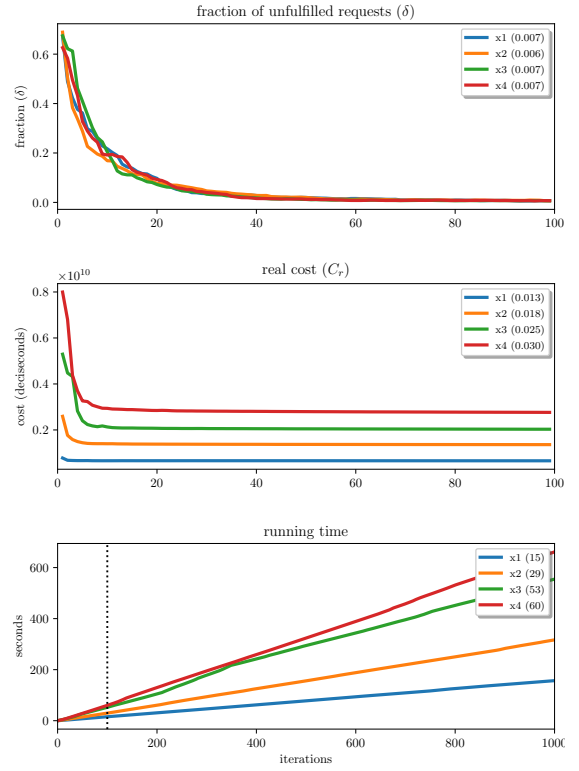 fraction of unfulfilled requests (δ)
fraction (δ)
0.6
0.4
0.2
0.0
x1 (0.007)
x2 (0.006)
x3 (0.007)
x4 (0.007)
0 20 40 60 80 100
real cost (C_r)
×10^10
cost (deciseconds)
0.8
0.6
0.4
0.2
x1 (0.013)
x2 (0.018)
x3 (0.025)
x4 (0.030)
0 20 40 60 80 100
running time
seconds
600
400
200
0
x1 (15)
x2 (29)
x3 (53)
x4 (60)
0 200 400 600 800 1000
iterations